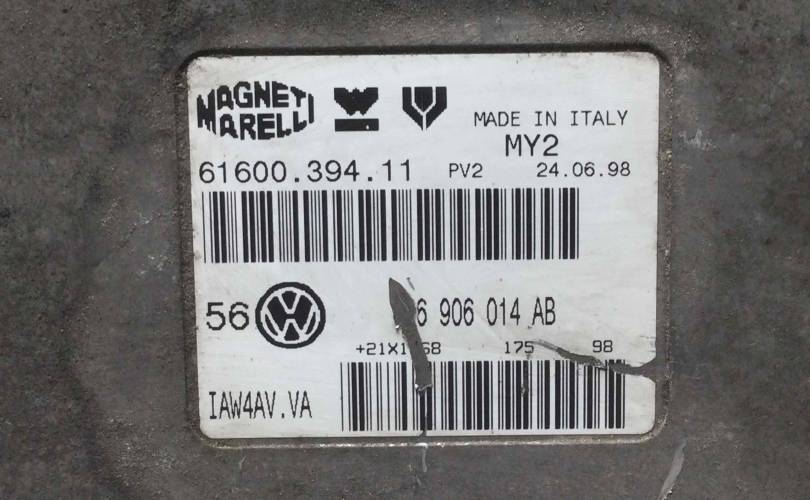 MAGNETI MARELLI
MADE IN ITALY
MY2
61600.394.11 PV2 24.06.98
56 6 906 014 AB
175 98
IAW4AV.VA